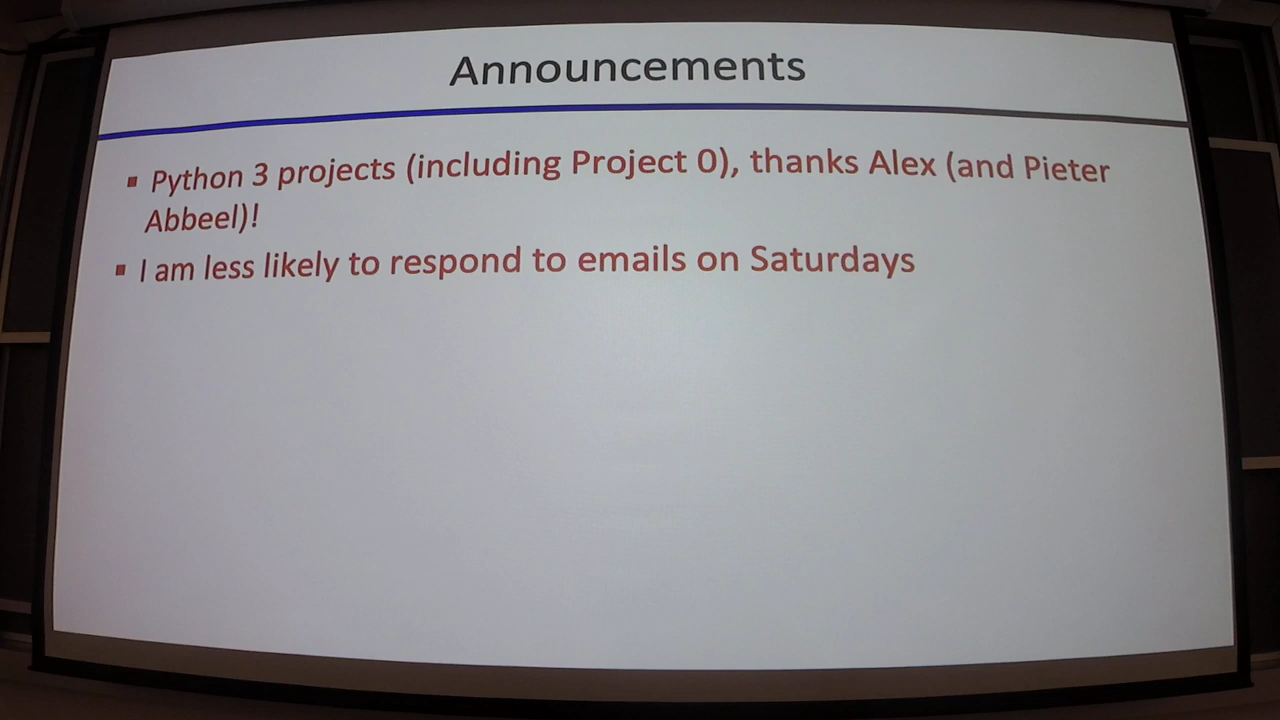 Announcements
▪ Python 3 projects (including Project 0), thanks Alex (and Pieter
Abbeel)!
▪ I am less likely to respond to emails on Saturdays